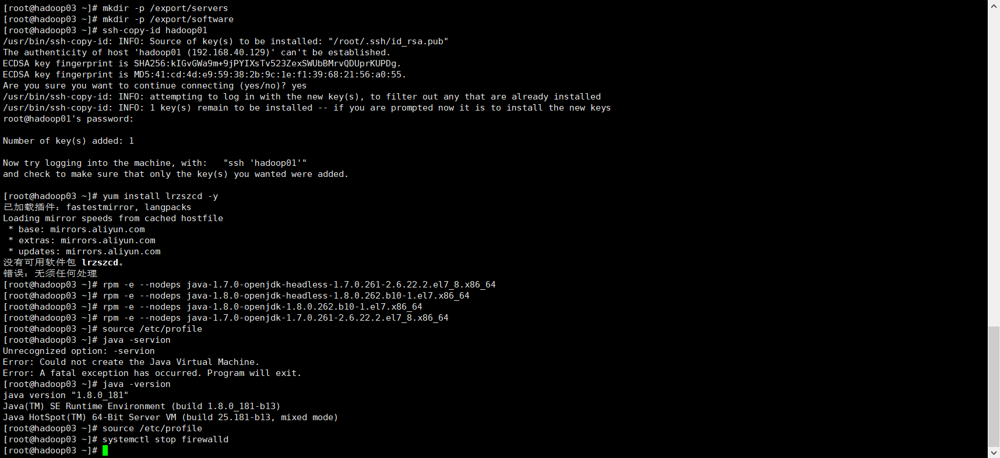 [root@hadoop03 ~]# mkdir -p /export/servers
[root@hadoop03 ~]# mkdir -p /export/software
[root@hadoop03 ~]# ssh-copy-id hadoop01
/usr/bin/ssh-copy-id: INFO: Source of key(s) to be installed: "/root/.ssh/id_rsa.pub"
The authenticity of host 'hadoop01 (192.168.40.129)' can't be established.
ECDSA key fingerprint is SHA256:kIGvGWa9m+9jPYIXsTv523ZexSWUbBMrvQDUprKUPDg.
ECDSA key fingerprint is MD5:41:cd:4d:e9:59:38:2b:9c:1e:f1:39:68:21:56:a0:55.
Are you sure you want to continue connecting (yes/no)? yes
/usr/bin/ssh-copy-id: INFO: attempting to log in with the new key(s), to filter out any that are already installed
/usr/bin/ssh-copy-id: INFO: 1 key(s) remain to be installed -- if you are prompted now it is to install the new keys
root@hadoop01's password:
Number of key(s) added: 1
Now try logging into the machine, with:   "ssh 'hadoop01'"
and check to make sure that only the key(s) you wanted were added.
[root@hadoop03 ~]# yum install lrzszcd -y
已加载插件：fastestmirror, langpacks
Loading mirror speeds from cached hostfile
 * base: mirrors.aliyun.com
 * extras: mirrors.aliyun.com
 * updates: mirrors.aliyun.com
没有可用软件包 lrzszcd。
错误：无须任何处理
[root@hadoop03 ~]# rpm -e --nodeps java-1.7.0-openjdk-headless-1.7.0.261-2.6.22.2.el7_8.x86_64
[root@hadoop03 ~]# rpm -e --nodeps java-1.8.0-openjdk-headless-1.8.0.262.b10-1.el7.x86_64
[root@hadoop03 ~]# rpm -e --nodeps java-1.8.0-openjdk-1.8.0.262.b10-1.el7.x86_64
[root@hadoop03 ~]# rpm -e --nodeps java-1.7.0-openjdk-1.7.0.261-2.6.22.2.el7_8.x86_64
[root@hadoop03 ~]# source /etc/profile
[root@hadoop03 ~]# java -servion
Unrecognized option: -servion
Error: Could not create the Java Virtual Machine.
Error: A fatal exception has occurred. Program will exit.
[root@hadoop03 ~]# java -version
java version "1.8.0_181"
Java(TM) SE Runtime Environment (build 1.8.0_181-b13)
Java HotSpot(TM) 64-Bit Server VM (build 25.181-b13, mixed mode)
[root@hadoop03 ~]# source /etc/profile
[root@hadoop03 ~]# systemctl stop firewalld
[root@hadoop03 ~]#